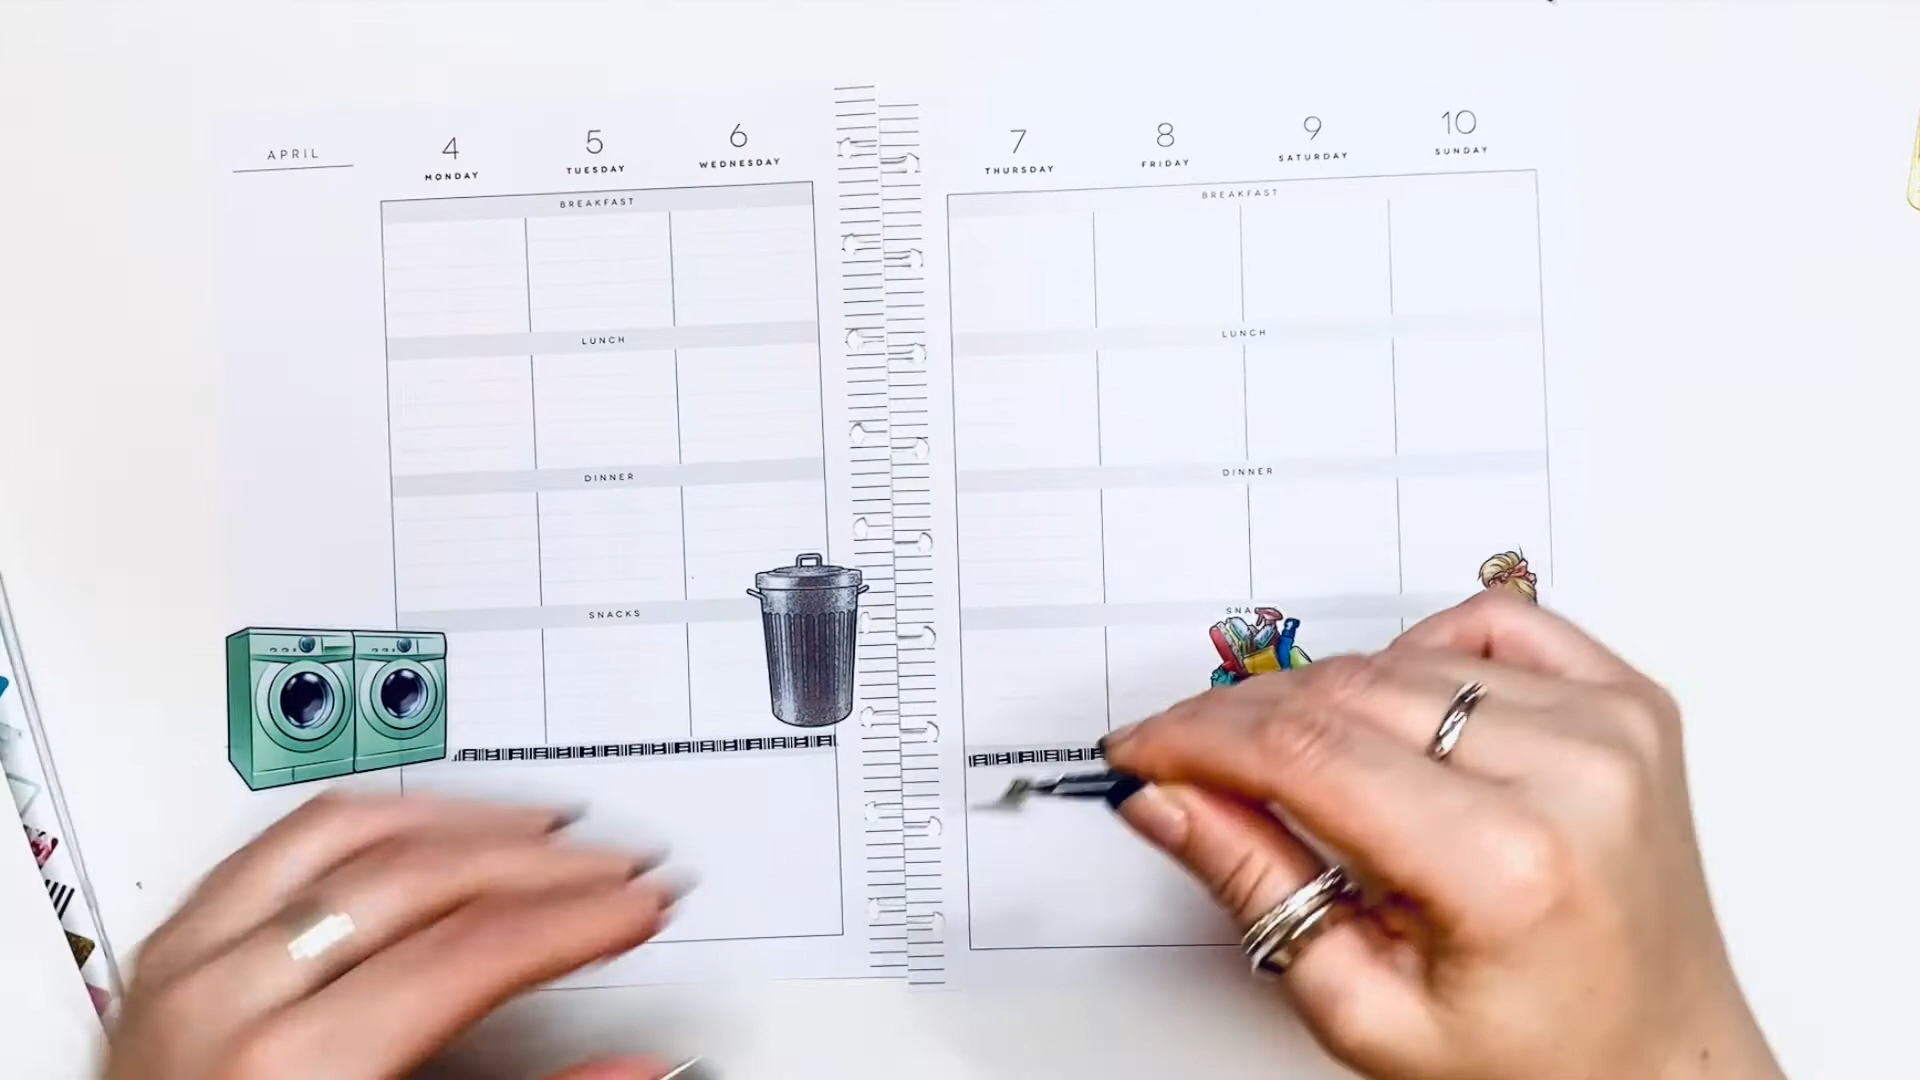 APRIL
4
MONDAY
5
TUESDAY
6
WEDNESDAY
BREAKFAST
LUNCH
DINNER
SNACKS
7
THURSDAY
8
FRIDAY
9
SATURDAY
10
SUNDAY
BREAKFAST
LUNCH
DINNER